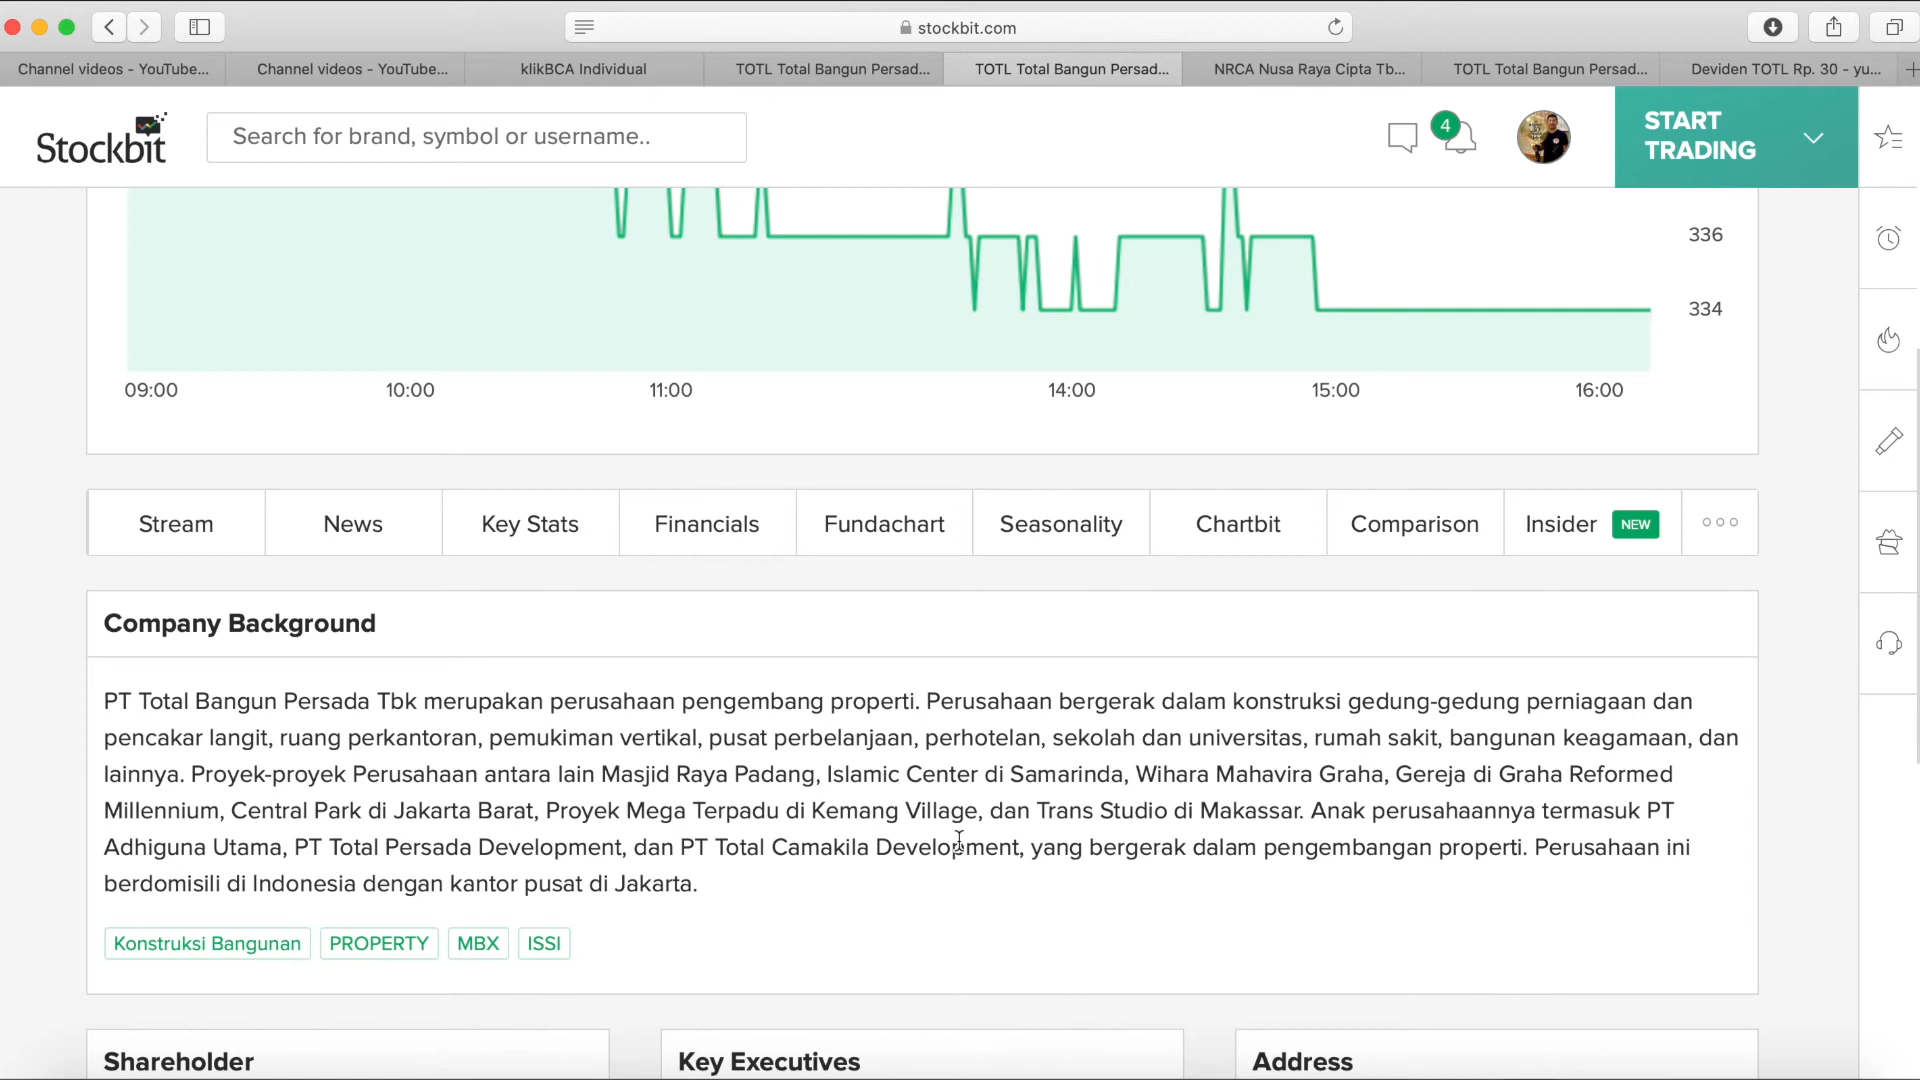 stockbit.com
Channel videos - YouTube...
Channel videos - YouTube...
klikBCA Individual
TOTL Total Bangun Persad...
TOTL Total Bangun Persad...
NRCA Nusa Raya Cipta Tb...
TOTL Total Bangun Persad...
Deviden TOTL Rp. 30 - yu...
Stockbit
Search for brand, symbol or username..
4
START
TRADING
336
334
09:00
10:00
11:00
14:00
15:00
16:00
Stream
News
Key Stats
Financials
Fundachart
Seasonality
Chartbit
Comparison
Insider NEW
Company Background
PT Total Bangun Persada Tbk merupakan perusahaan pengembang properti. Perusahaan bergerak dalam konstruksi gedung-gedung perniagaan dan
pencakar langit, ruang perkantoran, pemukiman vertikal, pusat perbelanjaan, perhotelan, sekolah dan universitas, rumah sakit, bangunan keagamaan, dan
lainnya. Proyek-proyek Perusahaan antara lain Masjid Raya Padang, Islamic Center di Samarinda, Wihara Mahavira Graha, Gereja di Graha Reformed
Millennium, Central Park di Jakarta Barat, Proyek Mega Terpadu di Kemang Village, dan Trans Studio di Makassar. Anak perusahaannya termasuk PT
Adhiguna Utama, PT Total Persada Development, dan PT Total Camakila Development, yang bergerak dalam pengembangan properti. Perusahaan ini
berdomisili di Indonesia dengan kantor pusat di Jakarta.
Konstruksi Bangunan
PROPERTY
MBX
ISSI
Shareholder
Key Executives
Address